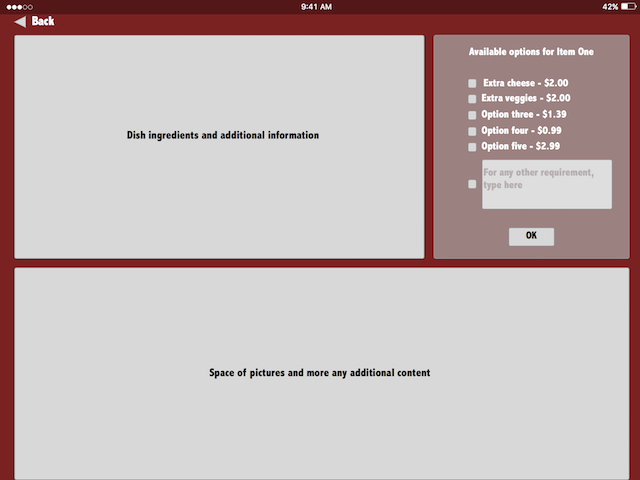 9:41 AM
42%
Back
Dish ingredients and additional information
Available options for Item One
Extra cheese - $2.00
Extra veggies - $2.00
Option three - $1.39
Option four - $0.99
Option five - $2.99
For any other requirement,
type here
OK
Space of pictures and more any additional content